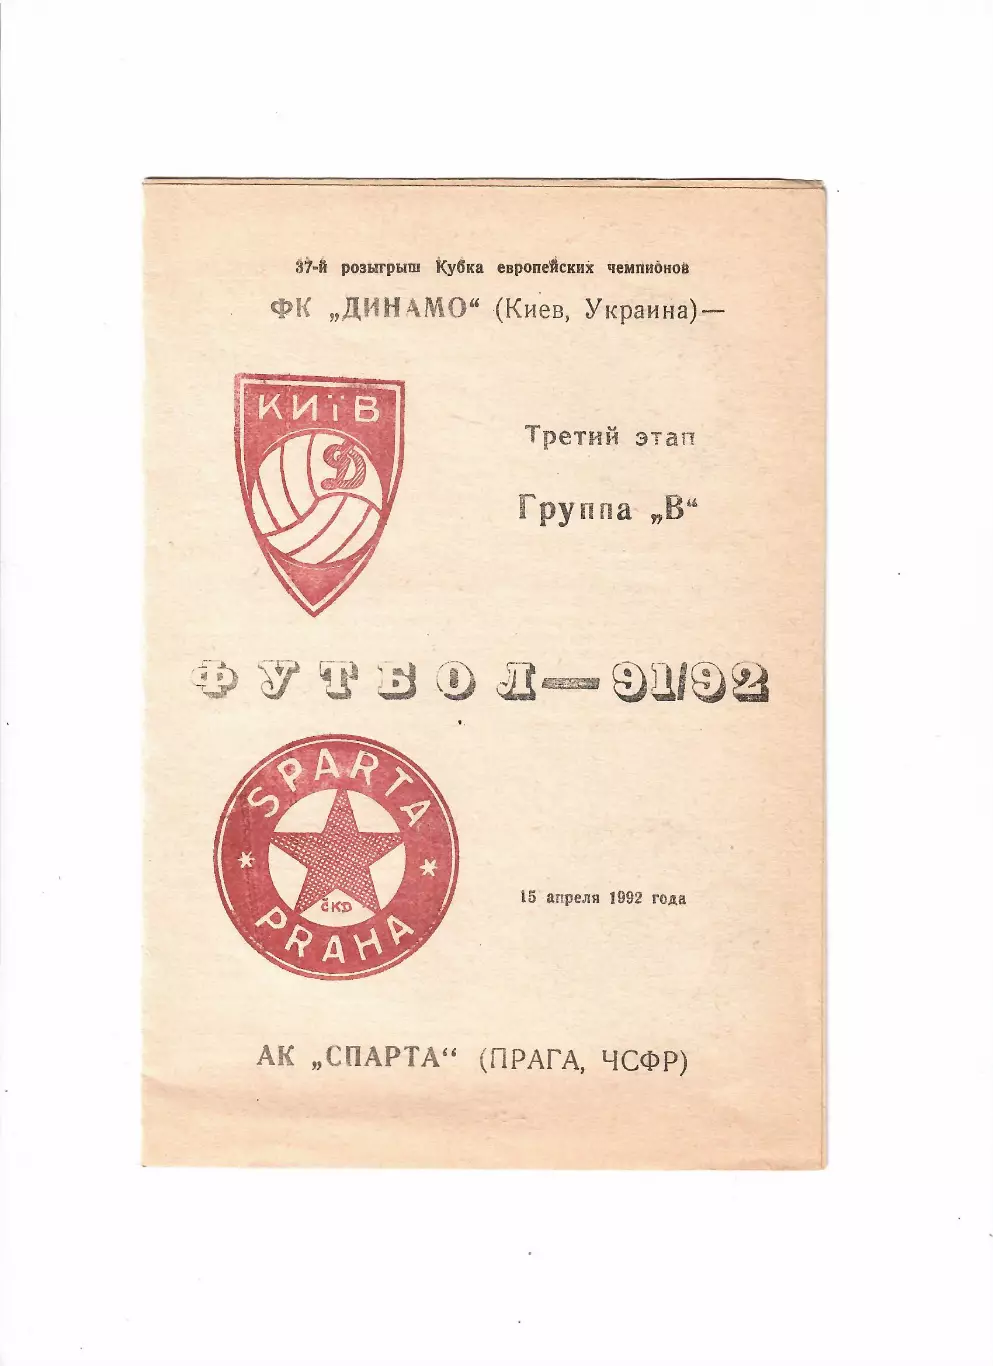 37-й розыгрыш Кубка европейских чемпионов
ФК „ДИНАМО“ (Киев, Украина)—
КИїВ
Д
Третий этап
Группа „В“
ФУТБОЛ—91/92
SPARTA
ČKD
PRAHA
15 апреля 1992 года
АК „СПАРТА“ (ПРАГА, ЧСФР)